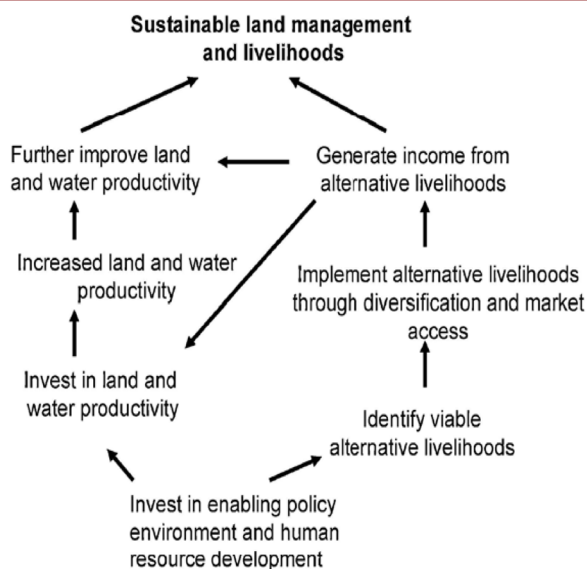 Sustainable land management
and livelihoods
Further improve land
and water productivity
Generate income from
alternative livelihoods
Increased land and water
productivity
Implement alternative livelihoods
through diversification and market
access
Invest in land and
water productivity
Identify viable
alternative livelihoods
Invest in enabling policy
environment and human
resource development